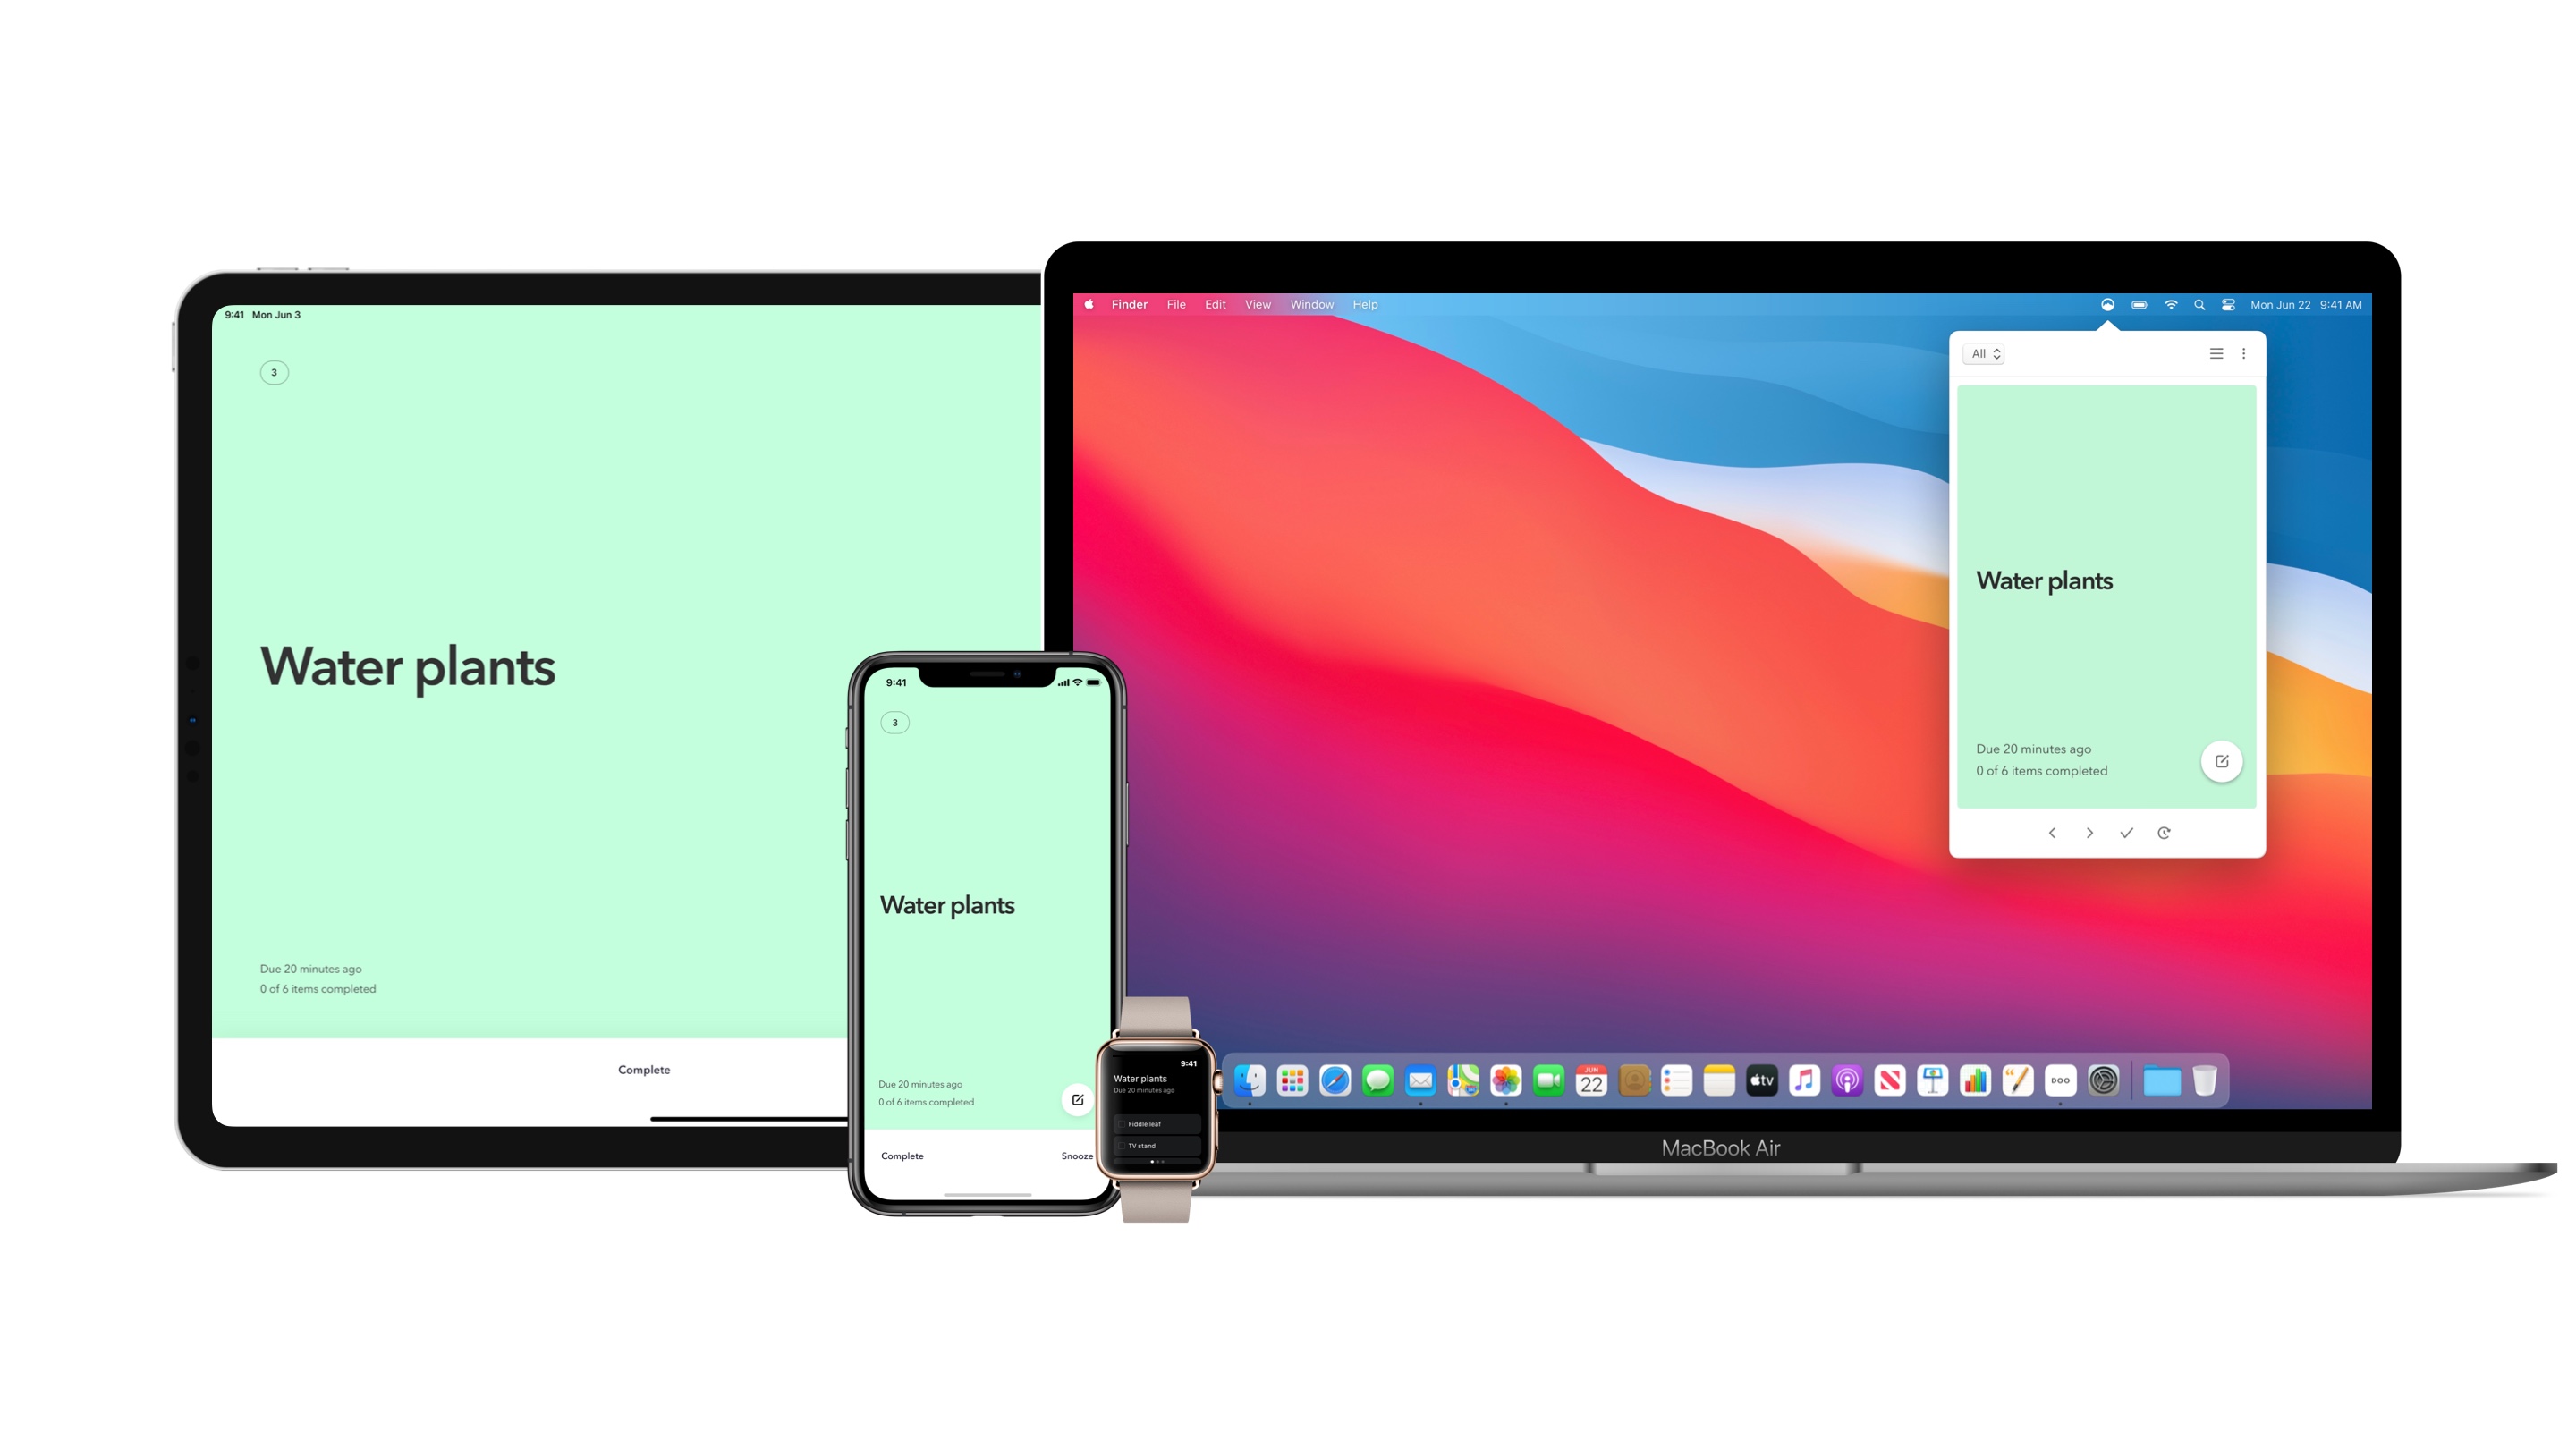 9:41 Mon Jun 3
3
Water plants
Due 20 minutes ago
0 of 6 items completed
Complete
9:41
3
Water plants
Due 20 minutes ago
0 of 6 items completed
Complete Snooze
9:41
Water plants
Due 20 minutes ago
Fiddle leaf
TV stand
Finder File Edit View Window Help Mon Jun 22 9:41 AM
All
Water plants
Due 20 minutes ago
0 of 6 items completed
JUN
22
tv
DOO
MacBook Air